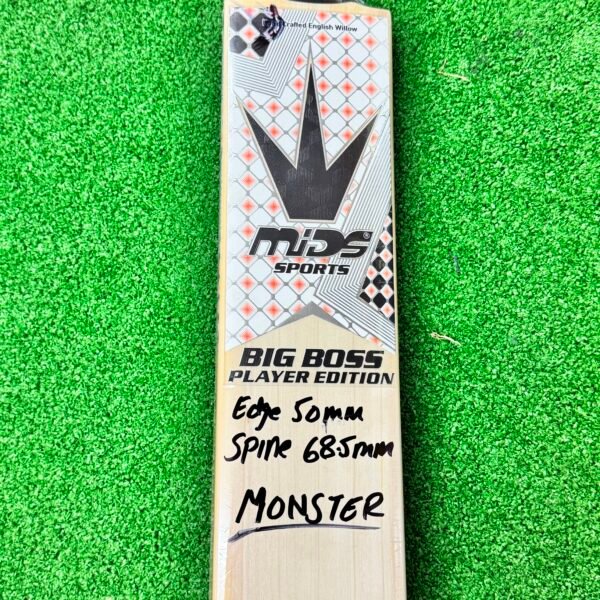 Crafted English Willow
MiDS®
SPORTS
BIG BOSS
PLAYER EDITION
Edge 50mm
Spine 68.5mm
MONSTER